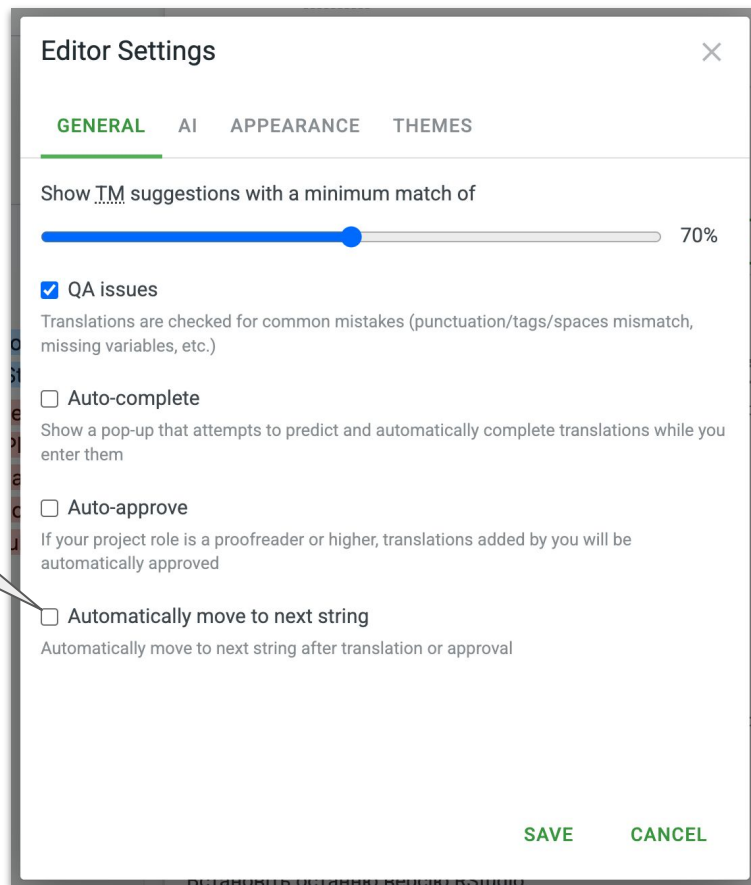 Editor Settings
GENERAL AI APPEARANCE THEMES
Show TM suggestions with a minimum match of
70%
QA issues
Translations are checked for common mistakes (punctuation/tags/spaces mismatch,
missing variables, etc.)
Auto-complete
Show a pop-up that attempts to predict and automatically complete translations while you
enter them
Auto-approve
If your project role is a proofreader or higher, translations added by you will be
automatically approved
Automatically move to next string
Automatically move to next string after translation or approval
SAVE CANCEL